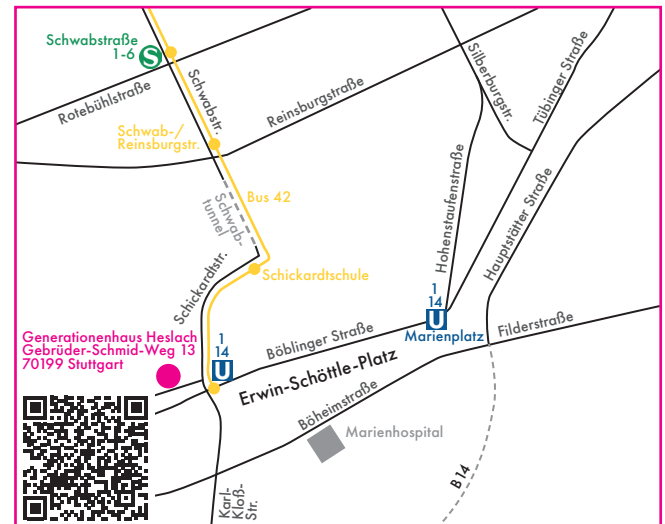 Schwabstraße
1-6
S
Rotebühlstraße
Schwabstr.
Reinsburgstraße
Silberburgstr.
Tübinger Straße
Schwab-/
Reinsburgstr.
Bus 42
Schwab-
tunnel
Hohenstaufenstraße
Hauptstätter Straße
Schickardtstr.
Schickardtschule
1
14
U
Marienplatz
Filderstraße
Generationenhaus Heslach
Gebrüder-Schmid-Weg 13
70199 Stuttgart
1
14
U
Böblinger Straße
Erwin-Schöttle-Platz
Böheimstraße
Marienhospital
B14
Karl-
Kloß-
Str.